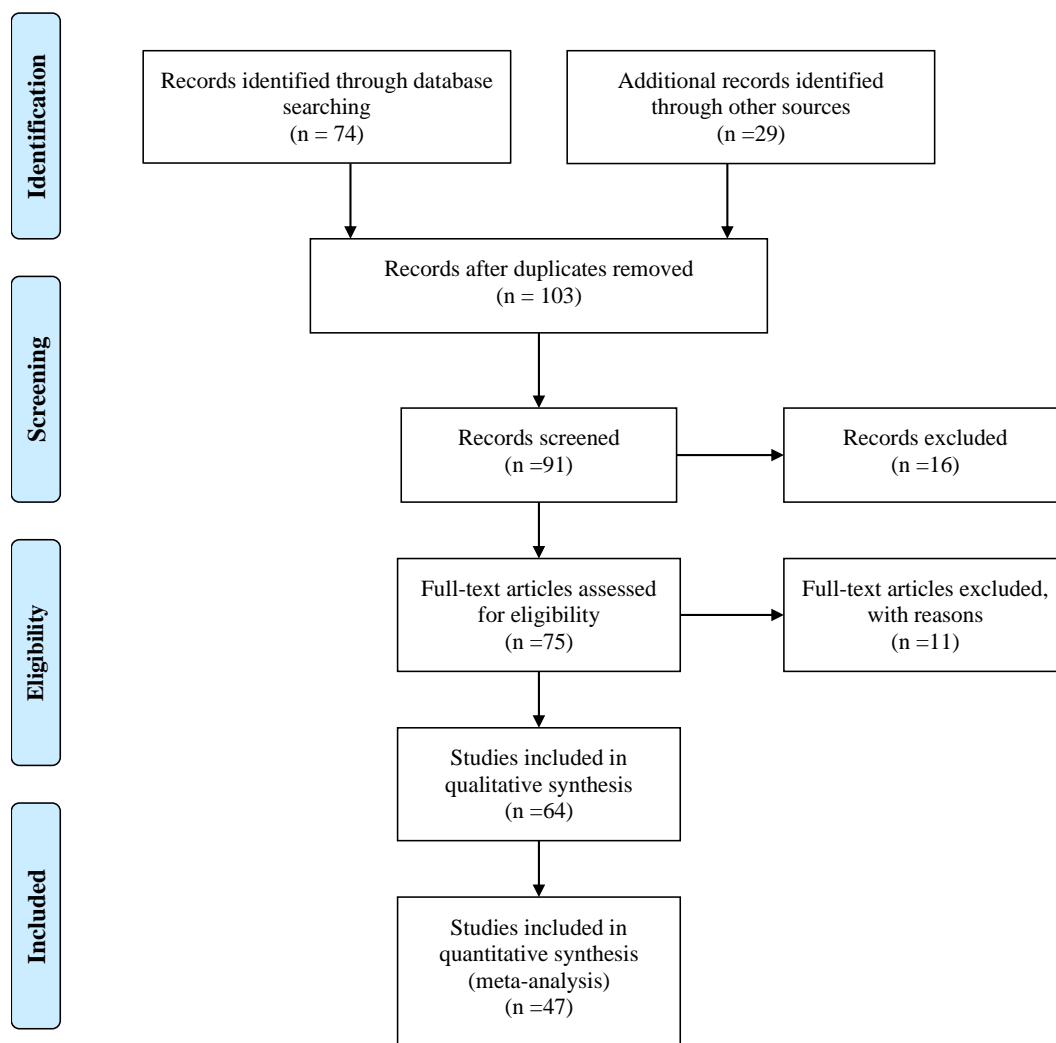 Identification
Records identified through database
searching
(n = 74)
Additional records identified
through other sources
(n =29)
Records after duplicates removed
(n = 103)
Screening
Records screened
(n =91)
Records excluded
(n =16)
Eligibility
Full-text articles assessed
for eligibility
(n =75)
Full-text articles excluded,
with reasons
(n =11)
Studies included in
qualitative synthesis
(n =64)
Included
Studies included in
quantitative synthesis
(meta-analysis)
(n =47)